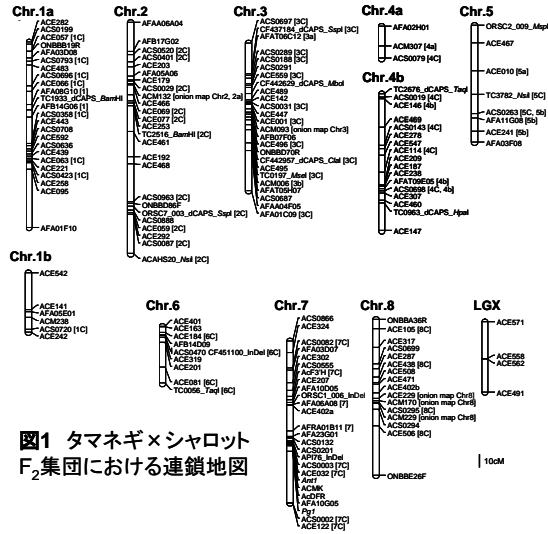 Chr.1a
ACE282
ACS0199
ACE057 [1C]
ONBBB19R
AFA03D08
ACS0793 [1C]
ACE483
ACS0696 [1C]
ACE066 [1C]
AFA08G10 [1]
TC1933_dCAPS_BamHI
AFB14G06 [1]
ACS0358 [1C]
ACE443
ACS0708
ACE592
ACS0636
ACE439
ACE063 [1C]
ACE221
ACS0423 [1C]
ACE258
ACE095
AFA01F10
Chr.2
AFAA06A04
AFB17G02
ACS0520 [2C]
ACS0401 [2C]
ACE203
AFA05A06
ACE179
ACS0029 [2C]
ACM132 [onion map Chr2, 2a]
ACE466
ACE069 [2C]
ACE077 [2C]
ACE253
TC2516_BamHI [2C]
ACE461
ACE192
ACE468
ACS0963 [2C]
ONBBD86F
ORSC7_003_dCAPS_SspI [2C]
ACS0888
ACE059 [2C]
ACE292
ACS0087 [2C]
ACAHS20_NsiI [2C]
Chr.3
ACS0697 [3C]
CF437184_dCAPS_SspI [3C]
AFAT06C12 [3a]
ACS0289 [3C]
ACS0188 [3C]
ACS0291
ACE559 [3C]
CF442629_dCAPS_MboI
ACE489
ACE142
ACS0031 [3C]
ACE447
ACE001 [3C]
ACM093 [onion map Chr3]
AFB07F06
ACE496 [3C]
ONBBD70R
CF442957_dCAPS_ClaI [3C]
ACE495
TC0197_MseI [3C]
ACM006 [3b]
AFAT05H07
ACS0687
AFAA04F05
AFA01C09 [3C]
Chr.4a
AFA02H01
ACM307 [4a]
ACS0079 [4C]
Chr.4b
TC2676_dCAPS_TaqI
ACS0019 [4C]
ACE146 [4b]
ACE469
ACS0143 [4C]
ACE278
ACE547
ACE114 [4C]
ACE209
ACE187
ACE238
AFAT09E05 [4b]
ACS0698 [4C, 4b]
ACE307
ACE460
TC0963_dCAPS_HpaI
ACE147
Chr.5
ORSC2_009_MspI
ACE467
ACE010 [5a]
TC3782_NsiI [5C]
ACS0263 [5C, 5b]
AFA11G08 [5b]
ACE241 [5b]
AFA03F08
Chr.1b
ACE542
ACE141
AFA05E01
ACM238
ACS0720 [1C]
ACE242
Chr.6
ACE401
ACE163
ACE184 [6C]
AFB14D09
ACS0470 CF451100_InDel [6C]
ACE319
ACE201
ACE081 [6C]
TC0056_TaqI [6C]
Chr.7
ACS0866
ACE324
ACS0082 [7C]
AFA03D07
ACE302
ACS0555
AcF3'H [7C]
ACE207
AFA10D05
ORSC1_006_InDel
AFA06A08 [7]
ACE402a
AFRA01B11 [7]
AFA23G01
ACS0132
ACS0201
API76_InDel
ACS0003 [7C]
ACE032 [7C]
Ant1
ACMK
AcDFR
AFA10G05
Pg1
ACS0002 [7C]
ACE122 [7C]
Chr.8
ONBBA36R
ACE105 [8C]
ACE317
ACS0699
ACE287
ACE438 [8C]
ACE508
ACE471
ACE402b
ACE229 [onion map Chr8]
ACM170 [onion map Chr8]
ACS0295 [8C]
ACM229 [onion map Chr8]
ACS0294
ACE506 [8C]
ONBBE26F
LGX
ACE571
ACE558
ACE562
ACE491
10cM
図1 タマネギ×シャロット
F₂集団における連鎖地図